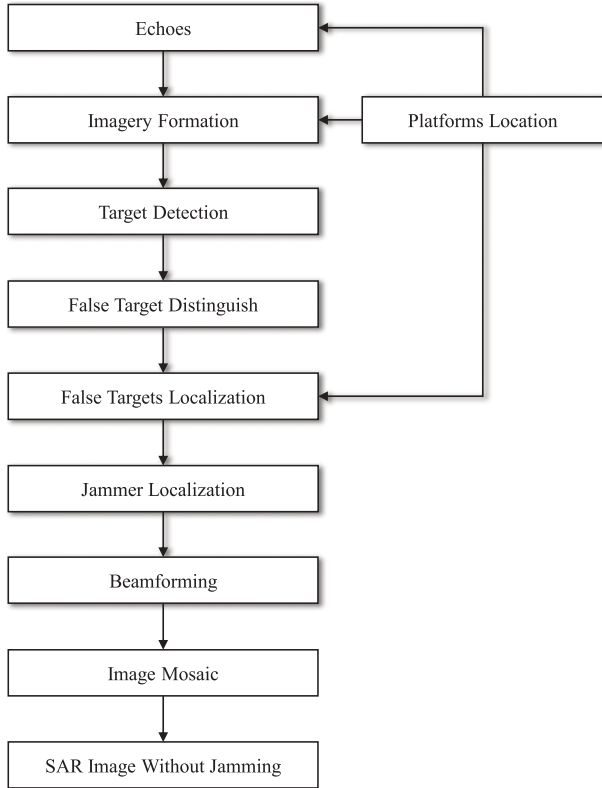 Echoes
Imagery Formation
Platforms Location
Target Detection
False Target Distinguish
False Targets Localization
Jammer Localization
Beamforming
Image Mosaic
SAR Image Without Jamming